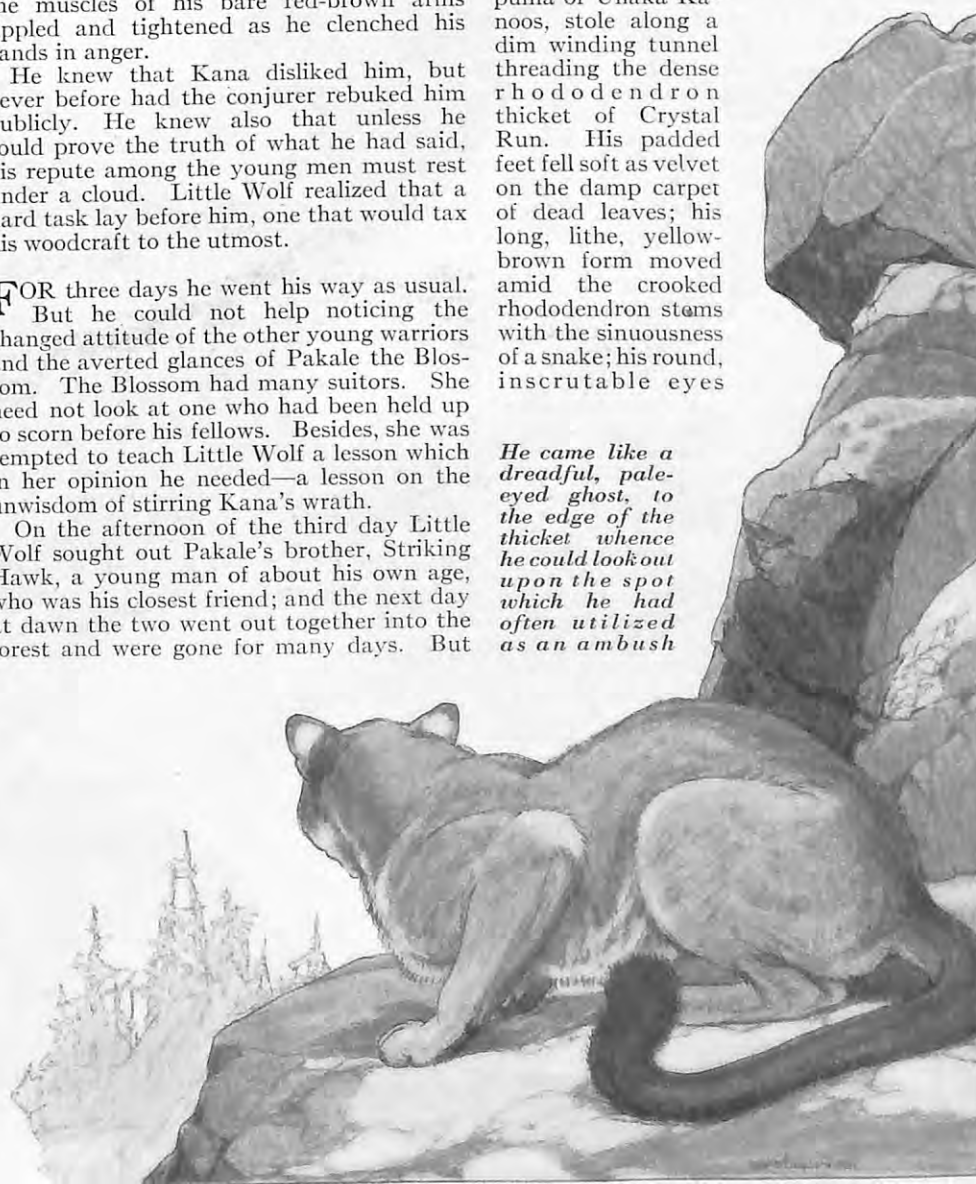 the muscles of his bare red-brown arms
ppled and tightened as he clenched his
ands in anger.
He knew that Kana disliked him, but
ever before had the conjurer rebuked him
ublicly. He knew also that unless he
ould prove the truth of what he had said,
is repute among the young men must rest
nder a cloud. Little Wolf realized that a
ard task lay before him, one that would tax
is woodcraft to the utmost.
FOR three days he went his way as usual.
But he could not help noticing the
hanged attitude of the other young warriors
nd the averted glances of Pakale the Blos-
om. The Blossom had many suitors. She
eed not look at one who had been held up
o scorn before his fellows. Besides, she was
empted to teach Little Wolf a lesson which
n her opinion he needed—a lesson on the
unwisdom of stirring Kana's wrath.
On the afternoon of the third day Little
Wolf sought out Pakale's brother, Striking
Hawk, a young man of about his own age,
who was his closest friend; and the next day
at dawn the two went out together into the
orest and were gone for many days. But
puma of Unaka Ka-
noos, stole along a
dim winding tunnel
threading the dense
rhododendron
thicket of Crystal
Run. His padded
feet fell soft as velvet
on the damp carpet
of dead leaves; his
long, lithe, yellow-
brown form moved
amid the crooked
rhododendron stems
with the sinuousness
of a snake; his round,
inscrutable eyes
He came like a
dreadful, pale-
eyed ghost, to
the edge of the
thicket whence
he could look out
upon the spot
which he had
often utilized
as an ambush